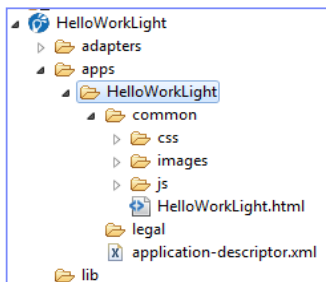 HelloWorkLight
adapters
apps
HelloWorkLight
common
css
images
js
HelloWorkLight.html
legal
application-descriptor.xml
lib